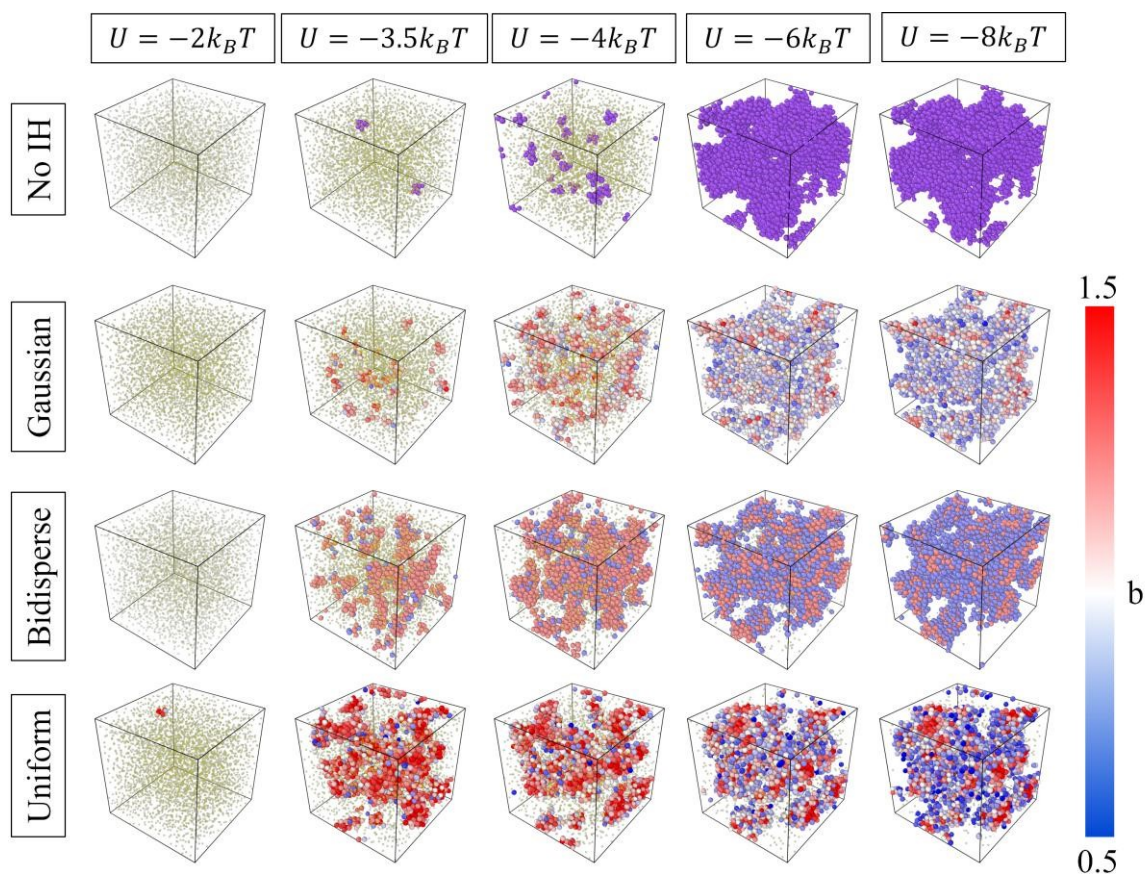 U = −2k_BT
U = −3.5k_BT
U = −4k_BT
U = −6k_BT
U = −8k_BT
No IH
Gaussian
1.5
Bidisperse
b
Uniform
0.5